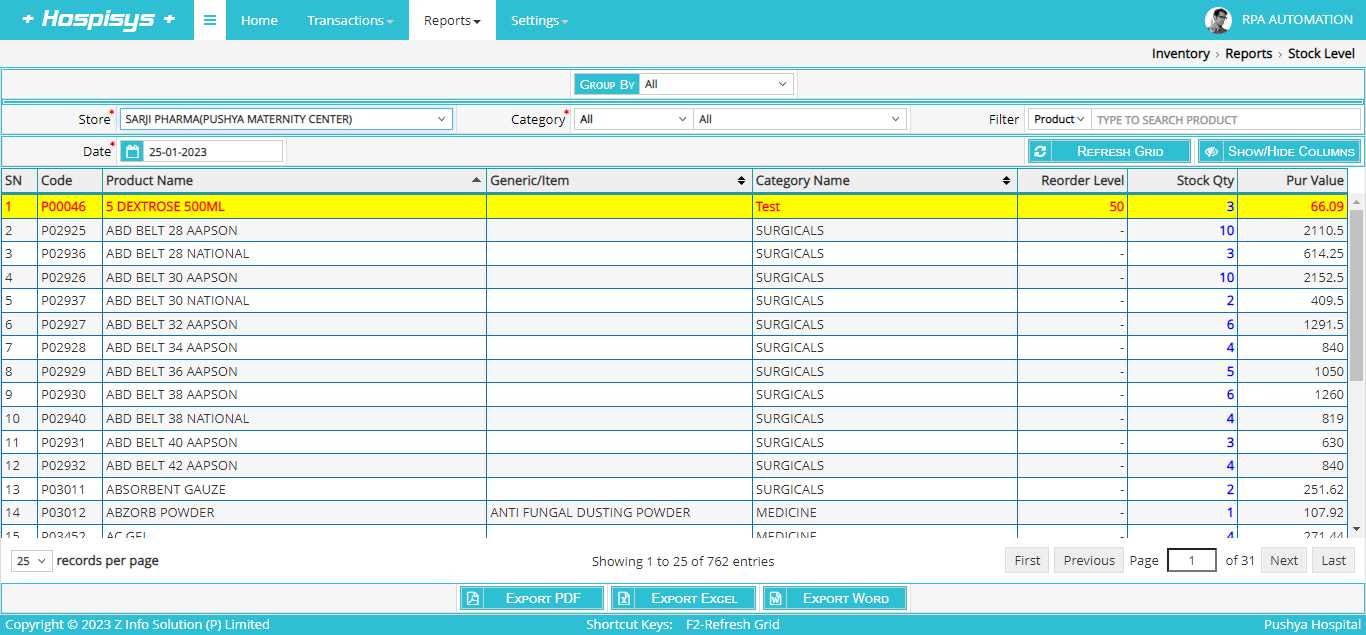 + Hospisys + Home Transactions Reports Settings RPA AUTOMATION
Inventory › Reports › Stock Level
Group By All
Store* SARJI PHARMA(PUSHYA MATERNITY CENTER) Category* All All Filter Product TYPE TO SEARCH PRODUCT
Date* 25-01-2023 Refresh Grid Show/Hide Columns
SN Code Product Name Generic/Item Category Name Reorder Level Stock Qty Pur Value
1 P00046 5 DEXTROSE 500ML Test 50 3 66.09
2 P02925 ABD BELT 28 AAPSON SURGICALS - 10 2110.5
3 P02936 ABD BELT 28 NATIONAL SURGICALS - 3 614.25
4 P02926 ABD BELT 30 AAPSON SURGICALS - 10 2152.5
5 P02937 ABD BELT 30 NATIONAL SURGICALS - 2 409.5
6 P02927 ABD BELT 32 AAPSON SURGICALS - 6 1291.5
7 P02928 ABD BELT 34 AAPSON SURGICALS - 4 840
8 P02929 ABD BELT 36 AAPSON SURGICALS - 5 1050
9 P02930 ABD BELT 38 AAPSON SURGICALS - 6 1260
10 P02940 ABD BELT 38 NATIONAL SURGICALS - 4 819
11 P02931 ABD BELT 40 AAPSON SURGICALS - 3 630
12 P02932 ABD BELT 42 AAPSON SURGICALS - 4 840
13 P03011 ABSORBENT GAUZE SURGICALS - 2 251.62
14 P03012 ABZORB POWDER ANTI FUNGAL DUSTING POWDER MEDICINE - 1 107.92
15 P03452 AC GEL MEDICINE - 4 271.44
25 records per page Showing 1 to 25 of 762 entries First Previous Page 1 of 31 Next Last
Export PDF Export Excel Export Word
Copyright © 2023 Z Info Solution (P) Limited Shortcut Keys: F2-Refresh Grid Pushya Hospital